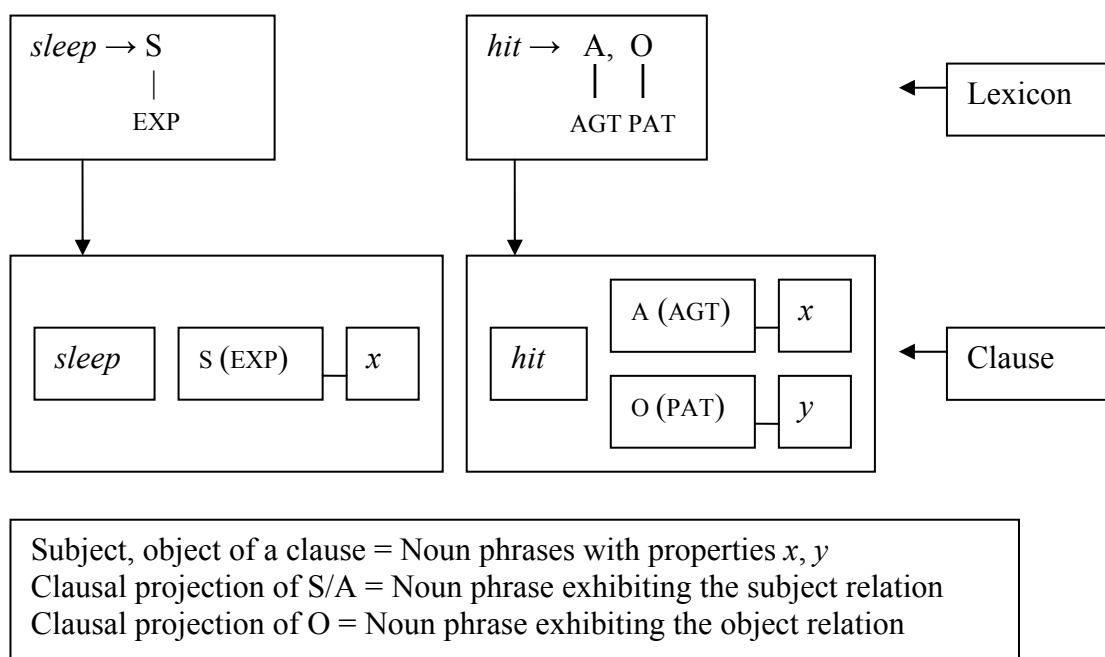 sleep → S
EXP
hit → A, O
AGT PAT
Lexicon
sleep
S (EXP)
x
hit
A (AGT)
x
O (PAT)
y
Clause
Subject, object of a clause = Noun phrases with properties x, y
Clausal projection of S/A = Noun phrase exhibiting the subject relation
Clausal projection of O = Noun phrase exhibiting the object relation